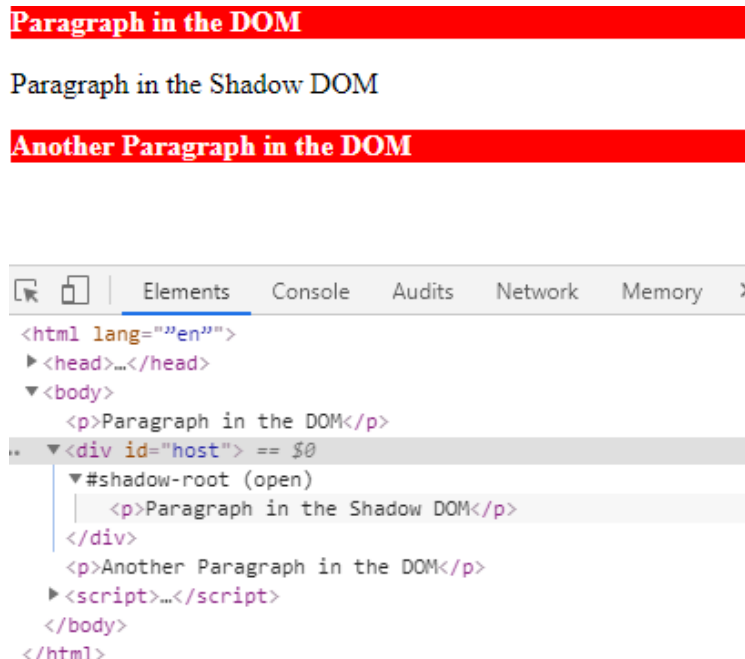 Paragraph in the DOM
Paragraph in the Shadow DOM
Another Paragraph in the DOM
Elements Console Audits Network Memory
<html lang="”en”">
▶<head>…</head>
▼<body>
<p>Paragraph in the DOM</p>
▼<div id="host"> == $0
▼#shadow-root (open)
<p>Paragraph in the Shadow DOM</p>
</div>
<p>Another Paragraph in the DOM</p>
▶<script>…</script>
</body>
</html>